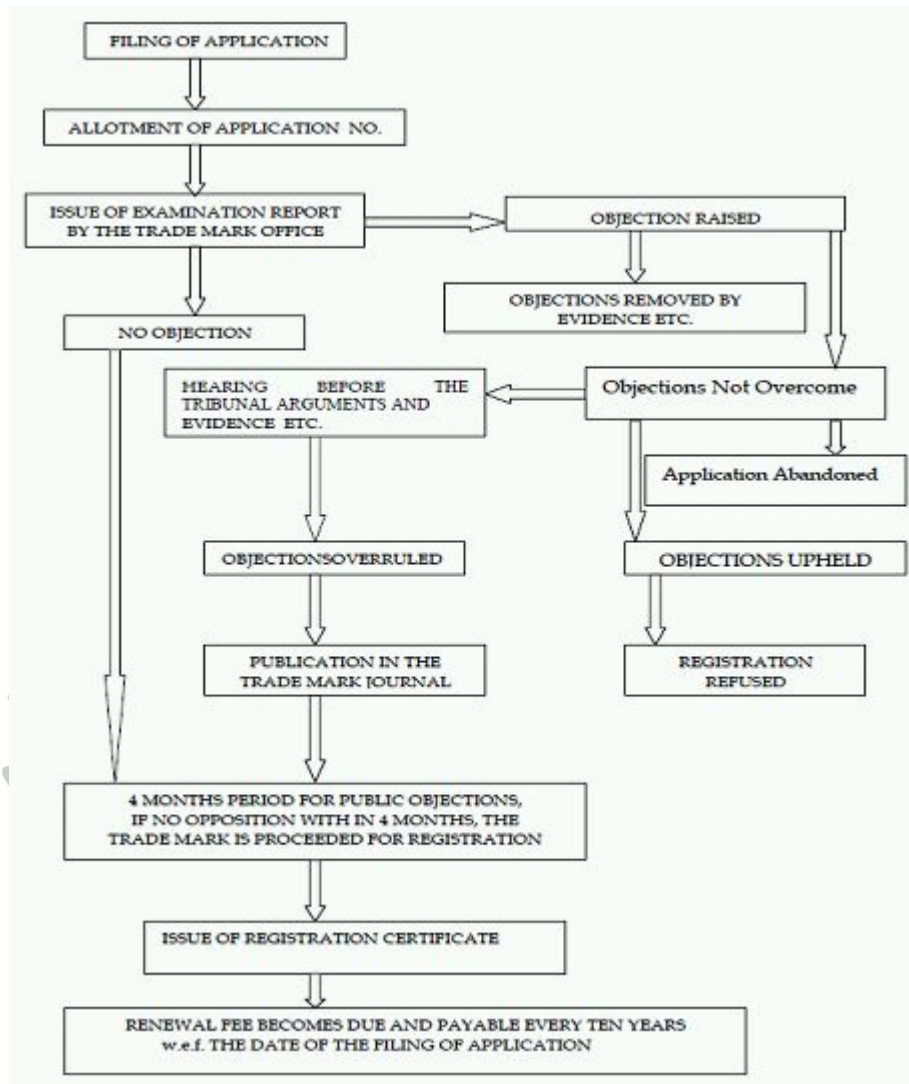 FILING OF APPLICATION
ALLOTMENT OF APPLICATION NO.
ISSUE OF EXAMINATION REPORT
BY THE TRADE MARK OFFICE
OBJECTION RAISED
OBJECTIONS REMOVED BY
EVIDENCE ETC.
NO OBJECTION
HEARING BEFORE THE
TRIBUNAL ARGUMENTS AND
EVIDENCE ETC.
Objections Not Overcome
Application Abandoned
OBJECTIONSOVERRULED
OBJECTIONS UPHELD
PUBLICATION IN THE
TRADE MARK JOURNAL
REGISTRATION
REFUSED
4 MONTHS PERIOD FOR PUBLIC OBJECTIONS,
IF NO OPPOSITION WITH IN 4 MONTHS, THE
TRADE MARK IS PROCEEDED FOR REGISTRATION
ISSUE OF REGISTRATION CERTIFICATE
RENEWAL FEE BECOMES DUE AND PAYABLE EVERY TEN YEARS
w.e.f. THE DATE OF THE FILING OF APPLICATION